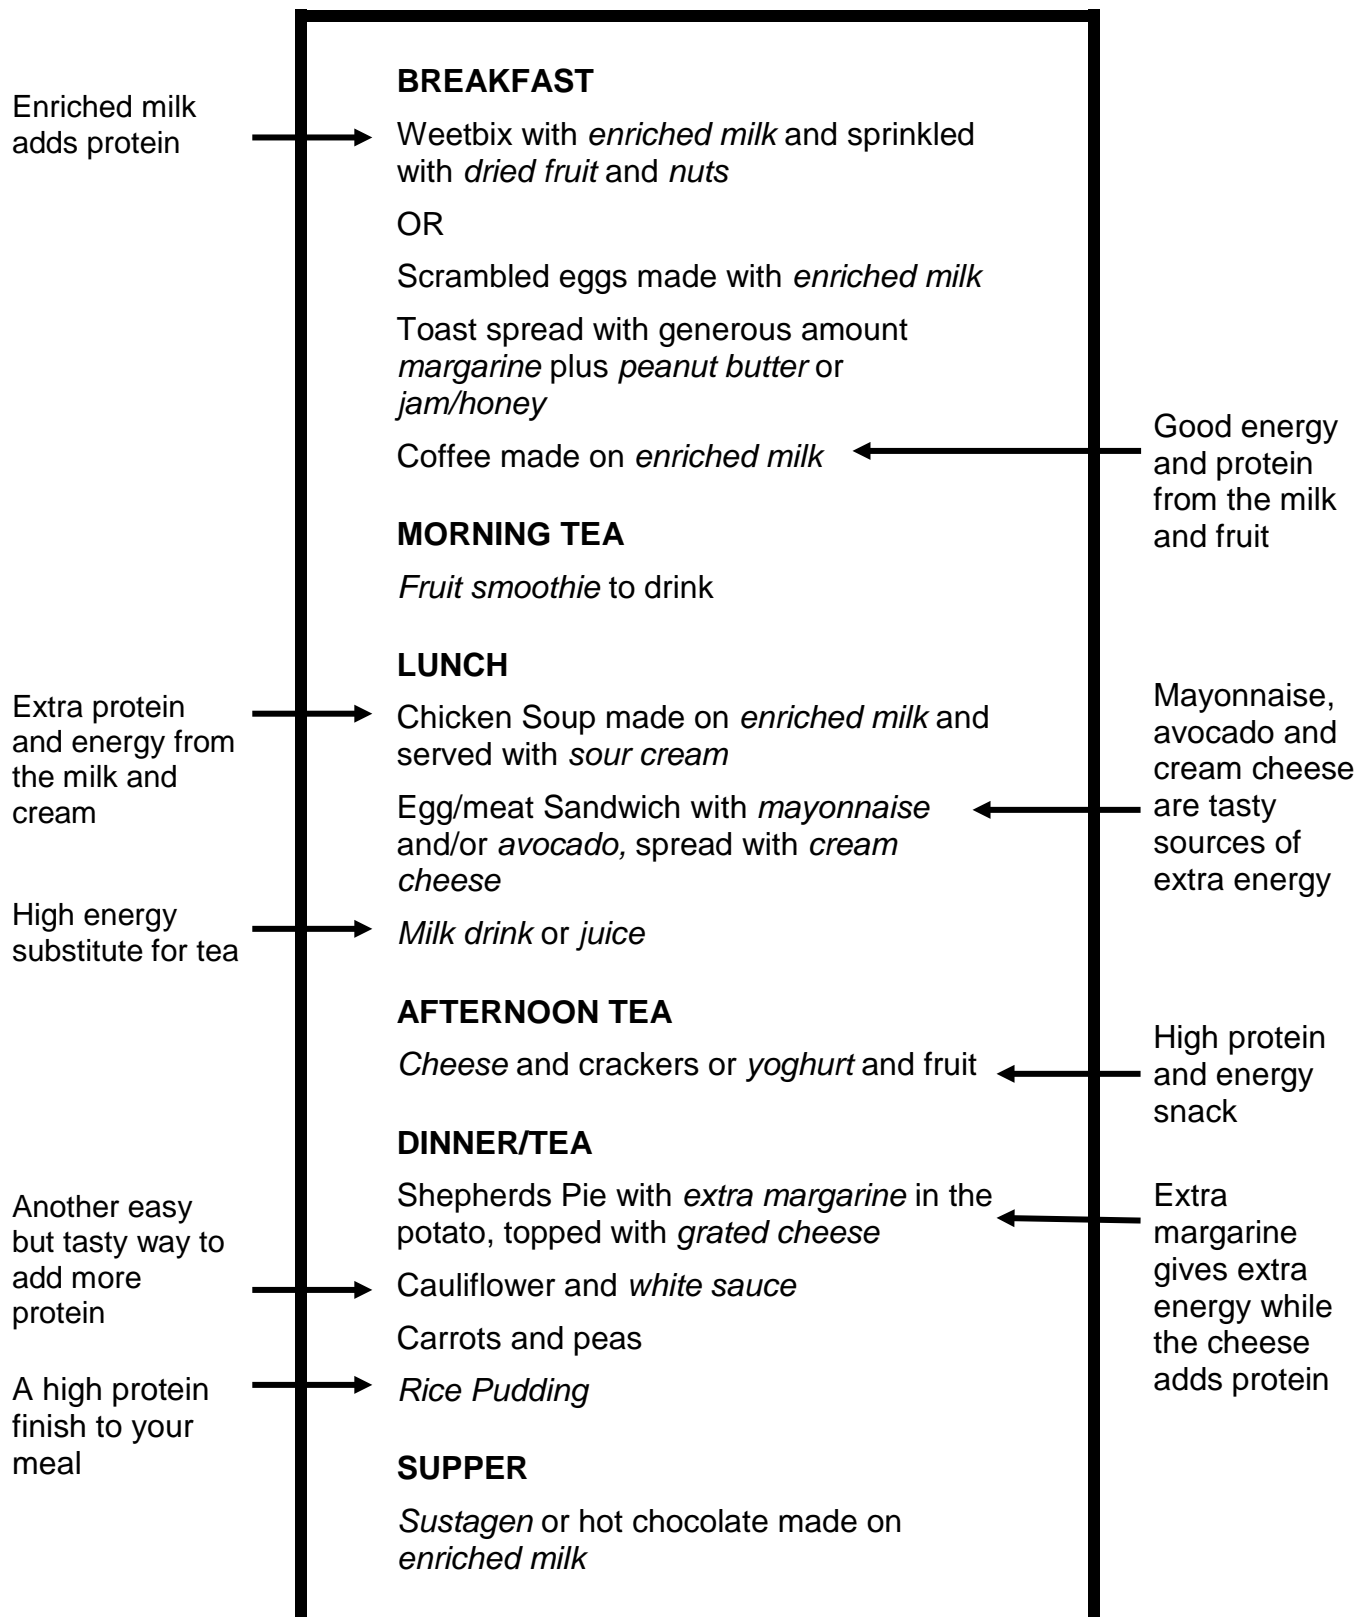 BREAKFAST
Enriched milk
adds protein
Weetbix with enriched milk and sprinkled
with dried fruit and nuts
OR
Scrambled eggs made with enriched milk
Toast spread with generous amount
margarine plus peanut butter or
jam/honey
Coffee made on enriched milk
Good energy
and protein
from the milk
and fruit
MORNING TEA
Fruit smoothie to drink
LUNCH
Extra protein
and energy from
the milk and
cream
Chicken Soup made on enriched milk and
served with sour cream
Egg/meat Sandwich with mayonnaise
and/or avocado, spread with cream
cheese
Mayonnaise,
avocado and
cream cheese
are tasty
sources of
extra energy
High energy
substitute for tea
Milk drink or juice
AFTERNOON TEA
Cheese and crackers or yoghurt and fruit
High protein
and energy
snack
DINNER/TEA
Shepherds Pie with extra margarine in the
potato, topped with grated cheese
Extra
margarine
gives extra
energy while
the cheese
adds protein
Another easy
but tasty way to
add more
protein
Cauliflower and white sauce
Carrots and peas
A high protein
finish to your
meal
Rice Pudding
SUPPER
Sustagen or hot chocolate made on
enriched milk